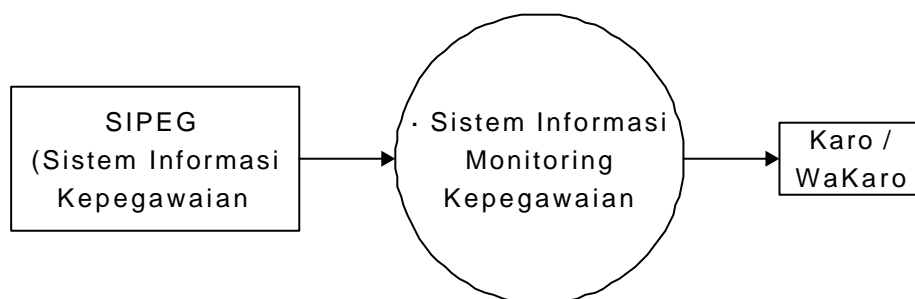 SIPEG
(Sistem Informasi
Kepegawaian
· Sistem Informasi
Monitoring
Kepegawaian
Karo /
WaKaro